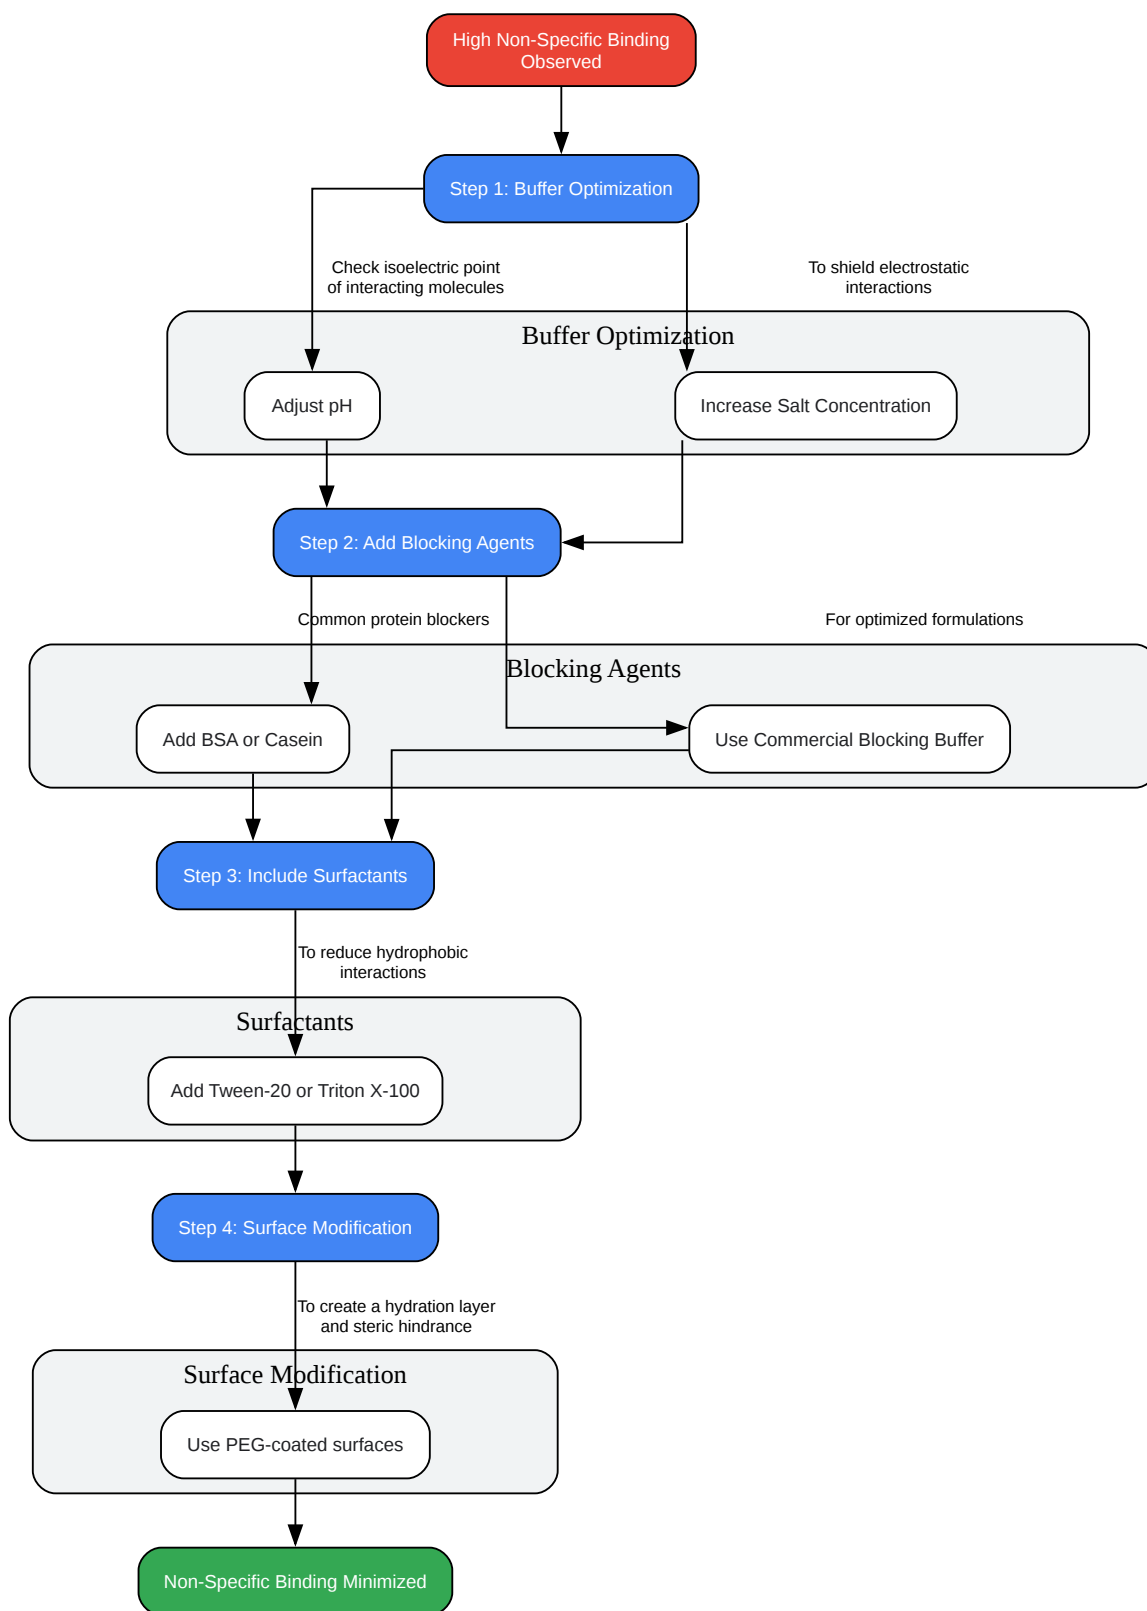 High Non-Specific Binding
Observed
Step 1: Buffer Optimization
Check isoelectric point
of interacting molecules
To shield electrostatic
interactions
Buffer Optimization
Adjust pH
Increase Salt Concentration
Step 2: Add Blocking Agents
Common protein blockers
For optimized formulations
Blocking Agents
Add BSA or Casein
Use Commercial Blocking Buffer
Step 3: Include Surfactants
To reduce hydrophobic
interactions
Surfactants
Add Tween-20 or Triton X-100
Step 4: Surface Modification
To create a hydration layer
and steric hindrance
Surface Modification
Use PEG-coated surfaces
Non-Specific Binding Minimized